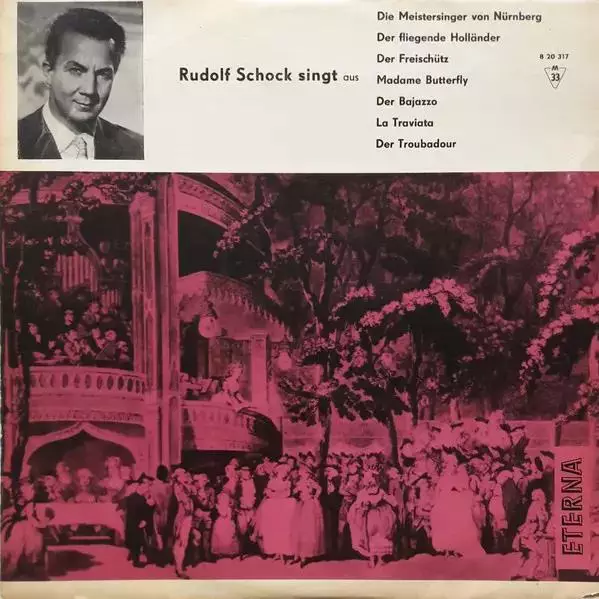 Die Meistersinger von Nürnberg
Der fliegende Holländer
Der Freischütz
Rudolf Schock singt aus
Madame Butterfly
Der Bajazzo
La Traviata
Der Troubadour
8 20 317
M
33
ETERNA